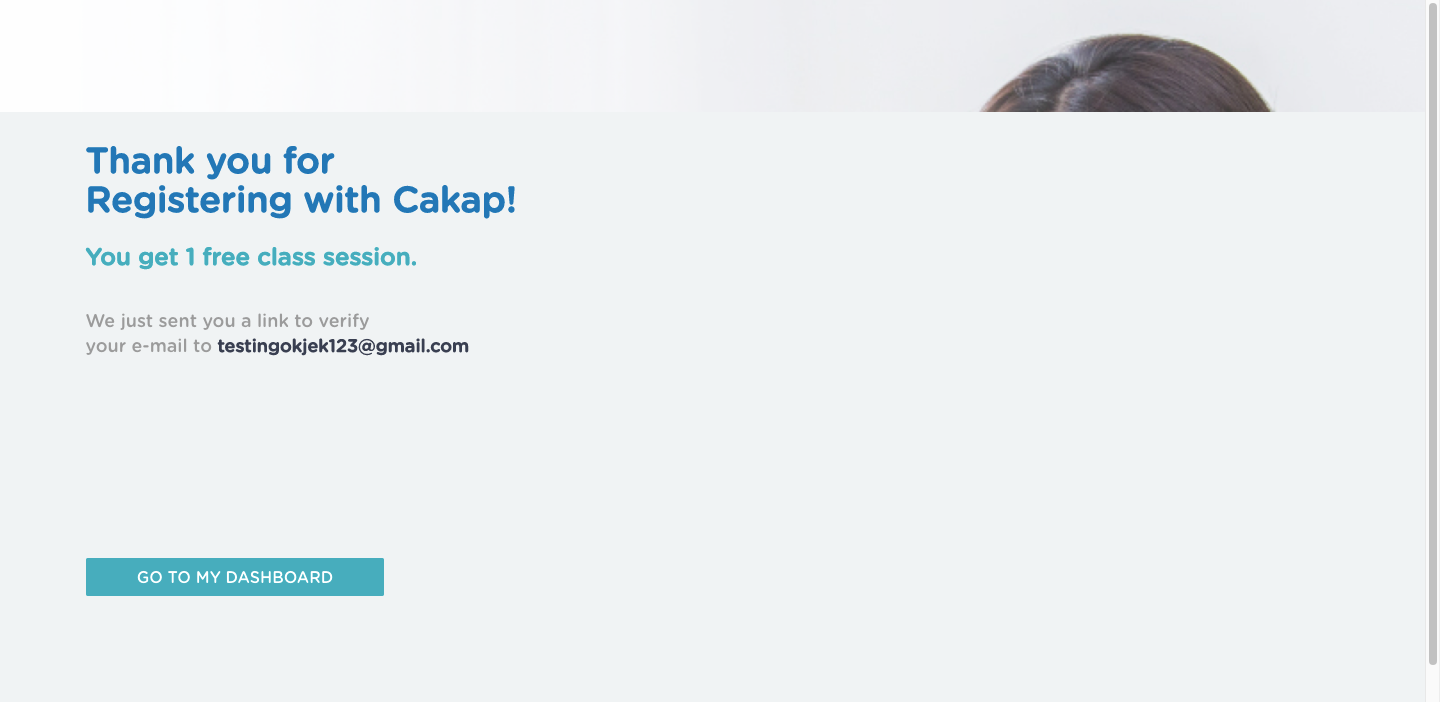 Thank you for
Registering with Cakap!
You get 1 free class session.
We just sent you a link to verify
your e-mail to testingokjek123@gmail.com
GO TO MY DASHBOARD